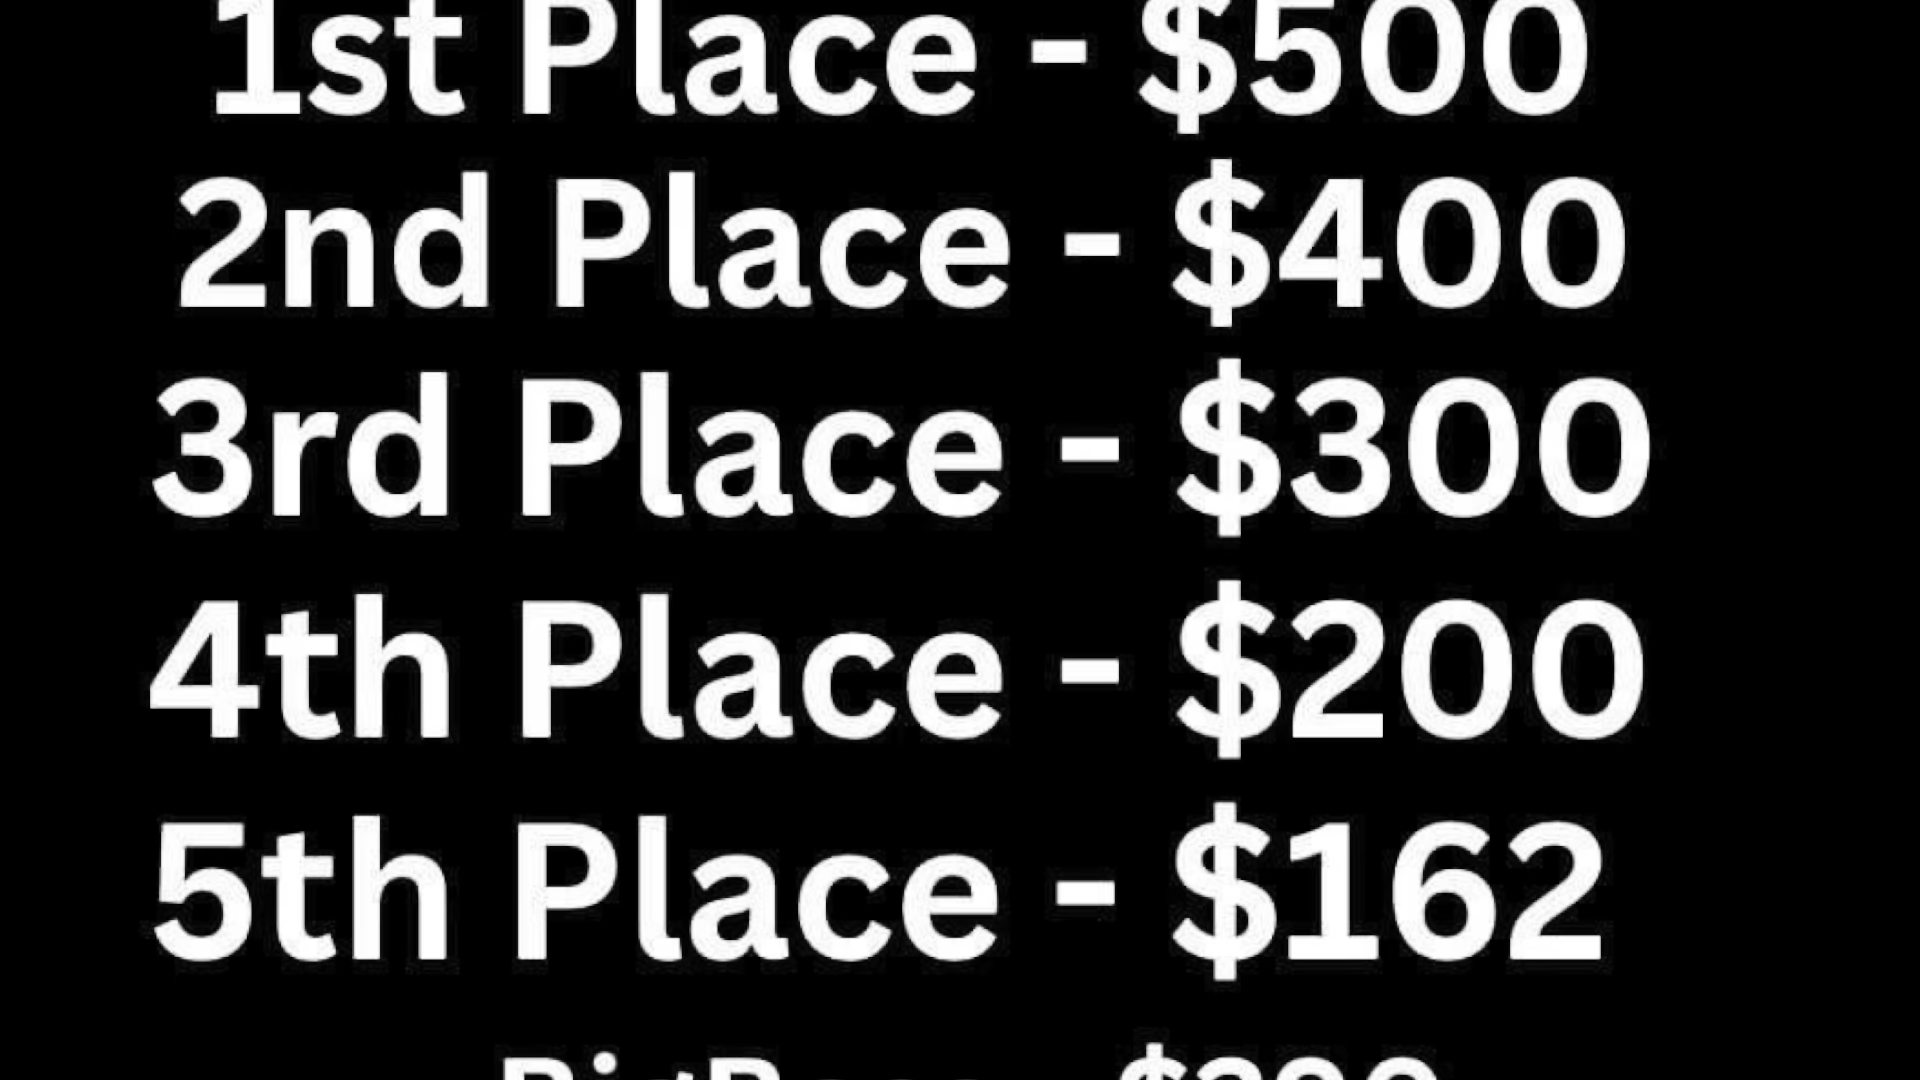 1st Place - $500
2nd Place - $400
3rd Place - $300
4th Place - $200
5th Place - $162